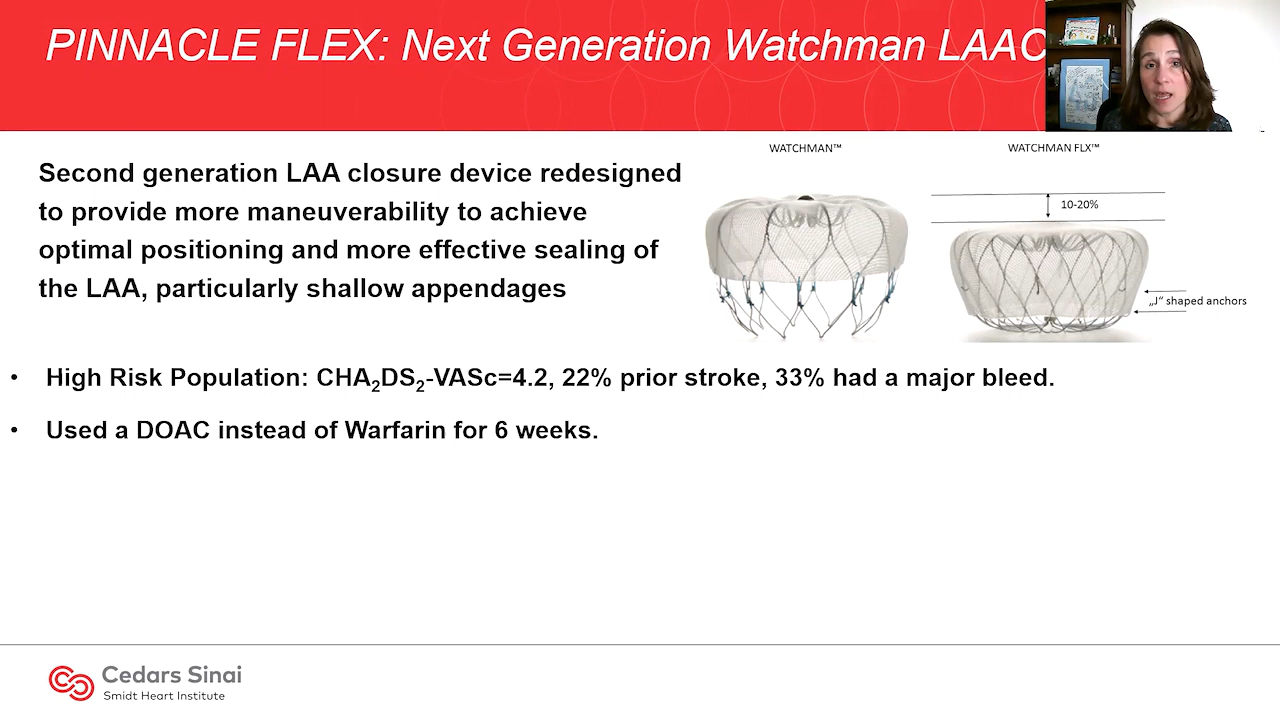 PINNACLE FLEX: Next Generation Watchman LAAC
WATCHMAN™
WATCHMAN FLX™
Second generation LAA closure device redesigned
to provide more maneuverability to achieve
optimal positioning and more effective sealing of
the LAA, particularly shallow appendages
10-20%
„J“ shaped anchors
• High Risk Population: CHA₂DS₂-VASc=4.2, 22% prior stroke, 33% had a major bleed.
• Used a DOAC instead of Warfarin for 6 weeks.
Cedars Sinai
Smidt Heart Institute